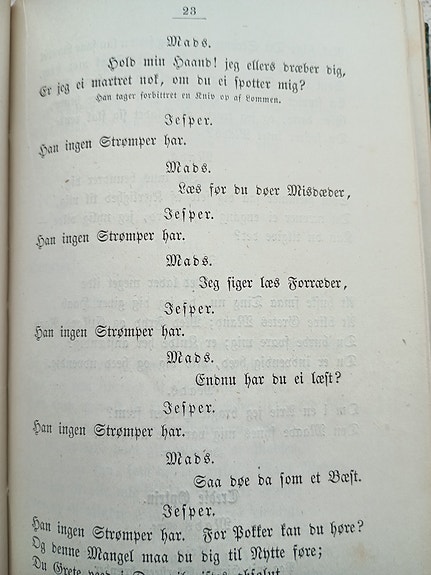 23
Mads.
Hold min Haand! jeg ellers dræber dig,
Er jeg ei martret nok, om du ei spotter mig?
Han tager forbittret en Kniv op af Lommen.
Jesper.
Han ingen Strømper har.
Mads.
Læs før du døer Misdæder,
Jesper.
Han ingen Strømper har.
Mads.
Jeg siger læs Forræder,
Jesper.
Han ingen Strømper har.
Mads.
Endnu har du ei læst?
Jesper.
Han ingen Strømper har.
Mads.
Saa døe da som et Bæst.
Jesper.
Han ingen Strømper har. For Pokker kan du høre?
Og denne Mangel maa du dig til Nytte føre;
Du Grete